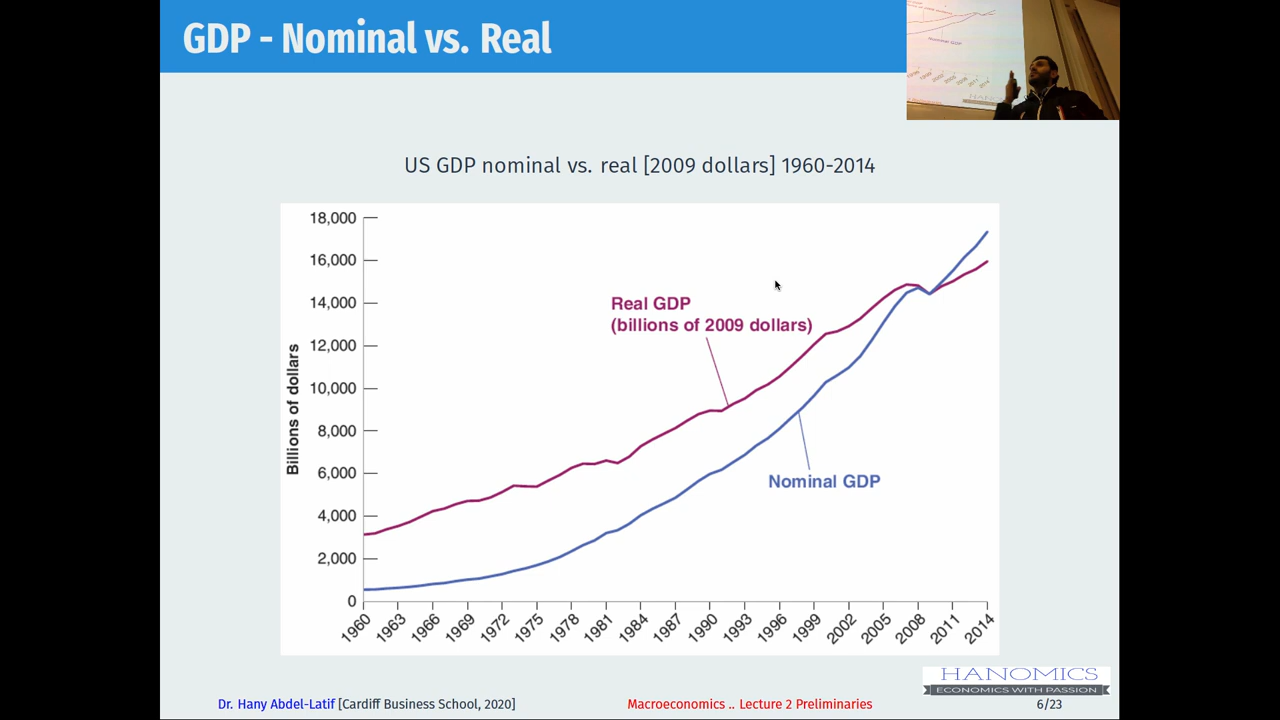 GDP - Nominal vs. Real
Nominal GDP
US GDP nominal vs. real [2009 dollars] 1960-2014
18,000
16,000
14,000
12,000
10,000
8,000
6,000
4,000
2,000
0
Billions of dollars
Real GDP
(billions of 2009 dollars)
Nominal GDP
1960 1963 1966 1969 1972 1975 1978 1981 1984 1987 1990 1993 1996 1999 2002 2005 2008 2011 2014
HANOMICS
ECONOMICS WITH PASSION
Dr. Hany Abdel-Latif [Cardiff Business School, 2020] Macroeconomics .. Lecture 2 Preliminaries 6/23